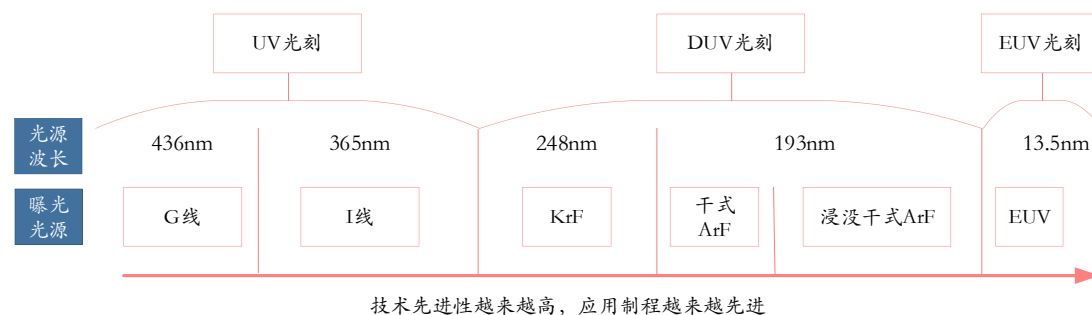 UV光刻
DUV光刻
EUV光刻
光源
波长
436nm
365nm
248nm
193nm
13.5nm
曝光
光源
G线
I线
KrF
干式
ArF
浸没干式ArF
EUV
技术先进性越来越高，应用制程越来越先进